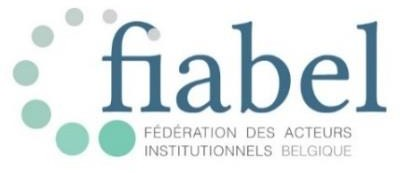 fiabel
FÉDÉRATION DES ACTEURS
INSTITUTIONNELS BELGIQUE